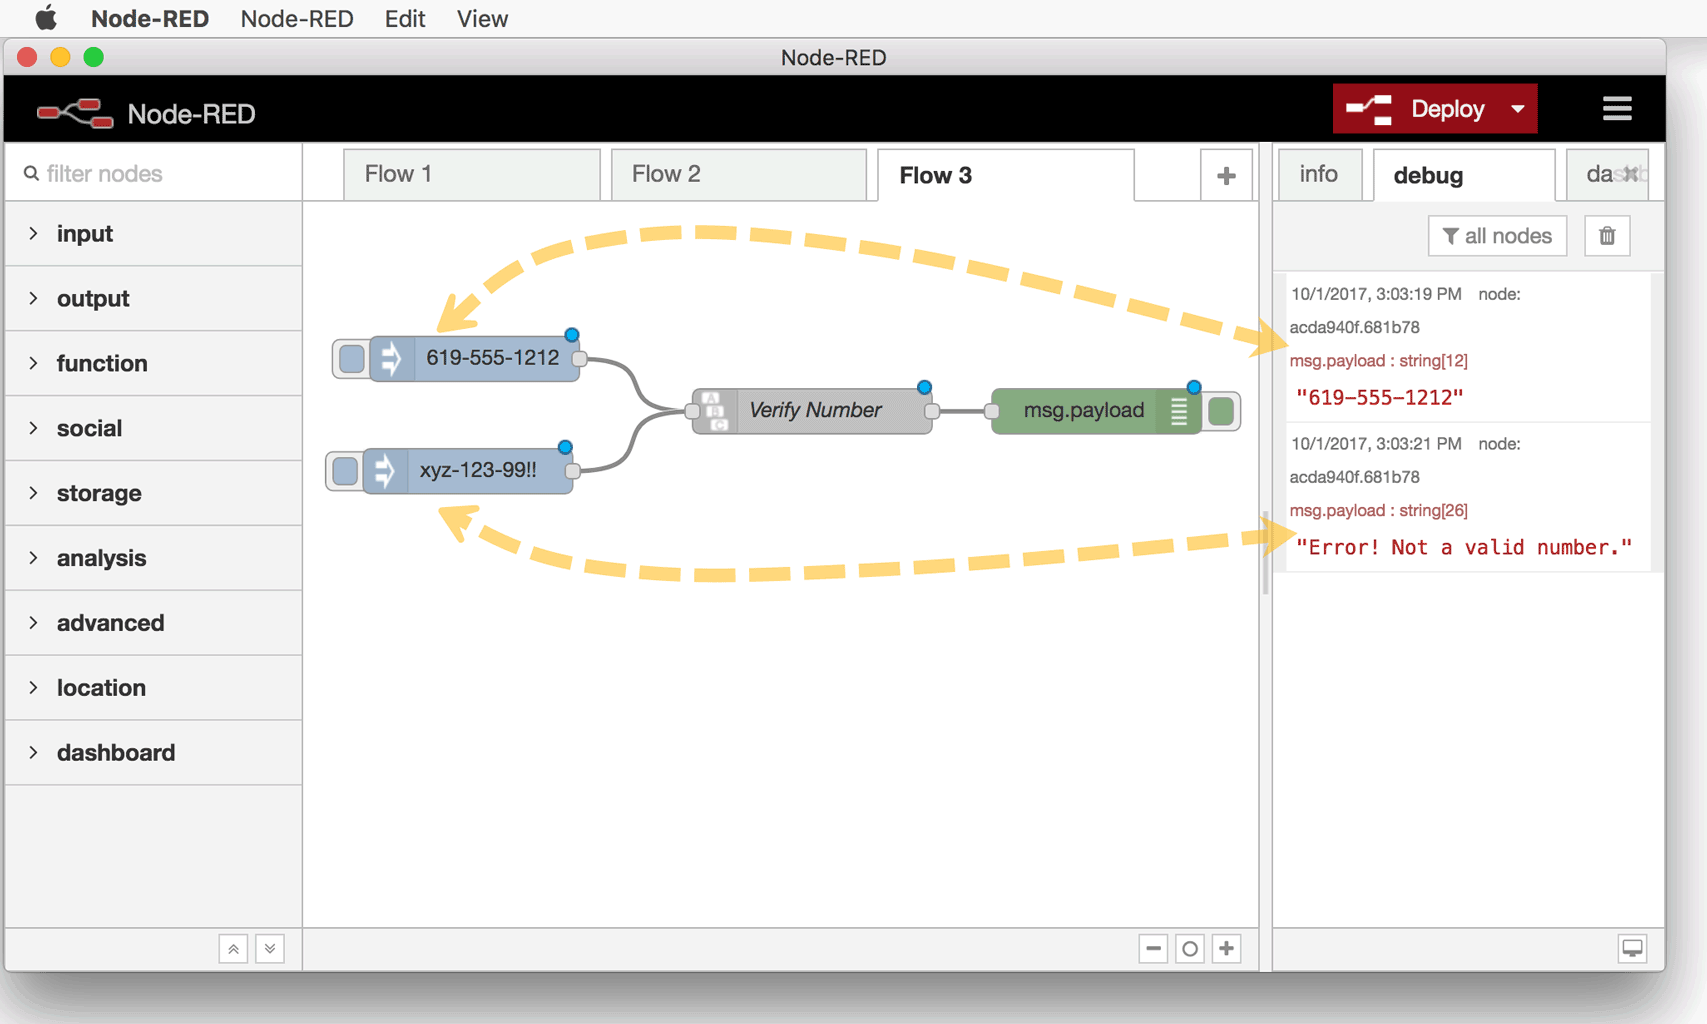 Node-RED Node-RED Edit View
Node-RED
Node-RED
Deploy
filter nodes
Flow 1
Flow 2
Flow 3
info
debug
da
all nodes
input
output
function
social
storage
analysis
advanced
location
dashboard
619-555-1212
xyz-123-99!!
A
B
C
Verify Number
msg.payload
10/1/2017, 3:03:19 PM node:
acda940f.681b78
msg.payload : string[12]
"619-555-1212"
10/1/2017, 3:03:21 PM node:
acda940f.681b78
msg.payload : string[26]
"Error! Not a valid number."